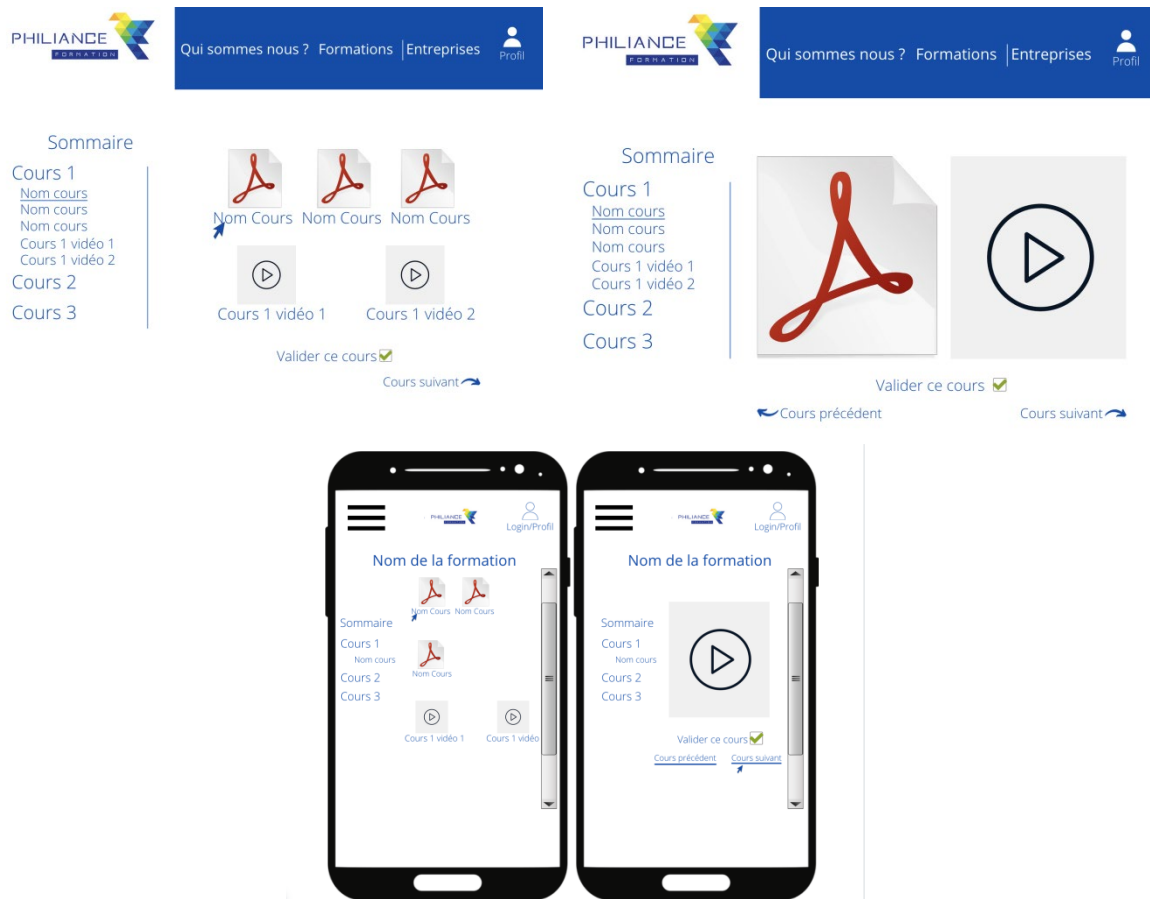 PHILIANCE
FORMATION
Qui sommes nous ? Formations Entreprises
Profil
Sommaire
Cours 1
Nom cours
Nom cours
Nom cours
Cours 1 vidéo 1
Cours 1 vidéo 2
Cours 2
Cours 3
Nom Cours Nom Cours Nom Cours
Cours 1 vidéo 1 Cours 1 vidéo 2
Valider ce cours
Cours suivant
PHILIANCE
FORMATION
Qui sommes nous ? Formations Entreprises
Profil
Sommaire
Cours 1
Nom cours
Nom cours
Nom cours
Cours 1 vidéo 1
Cours 1 vidéo 2
Cours 2
Cours 3
Valider ce cours
Cours précédent Cours suivant
PHILIANCE
Login/Profil
Nom de la formation
Nom Cours Nom Cours
Sommaire
Cours 1
Nom cours
Cours 2
Cours 3
Nom Cours
Cours 1 vidéo 1 Cours 1 vidéo
PHILIANCE
Login/Profil
Nom de la formation
Sommaire
Cours 1
Nom cours
Cours 2
Cours 3
Valider ce cours
Cours précédent Cours suivant